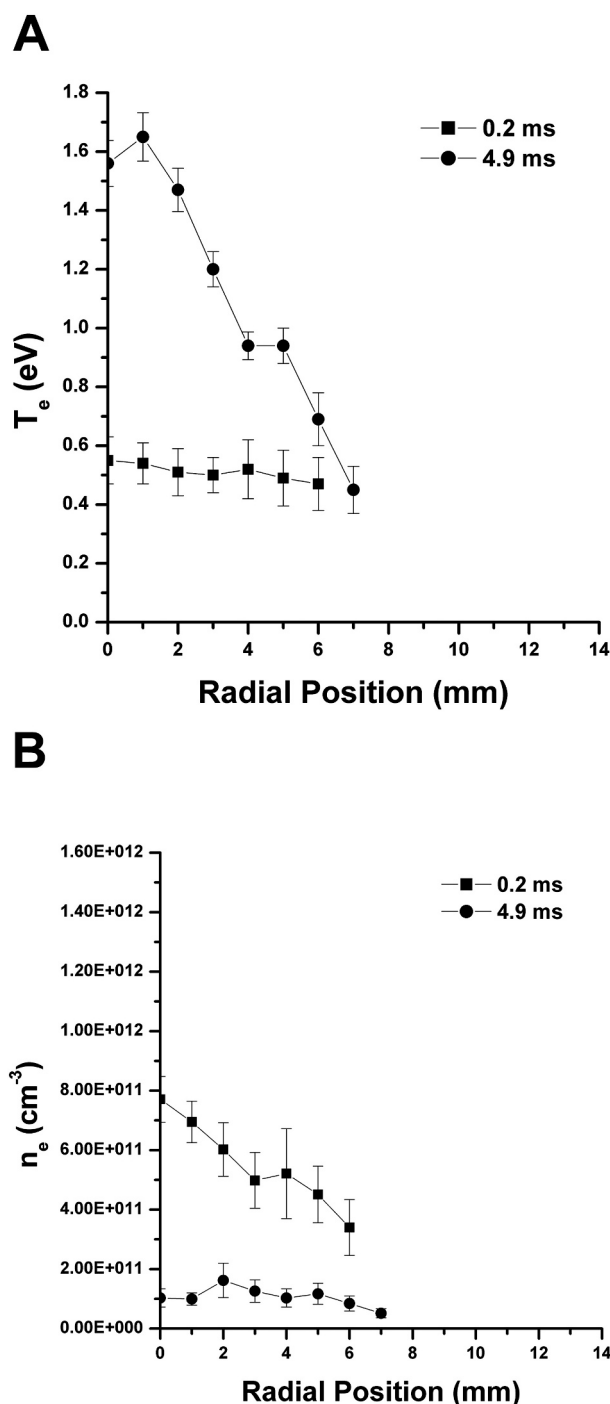 A
1.8
1.6
1.4
1.2
1.0
0.8
0.6
0.4
0.2
0.0
T_e (eV)
0.2 ms
4.9 ms
0 2 4 6 8 10 12 14
Radial Position (mm)
B
1.60E+012
1.40E+012
1.20E+012
1.00E+012
8.00E+011
6.00E+011
4.00E+011
2.00E+011
0.00E+000
n_e (cm^-3)
0.2 ms
4.9 ms
0 2 4 6 8 10 12 14
Radial Position (mm)